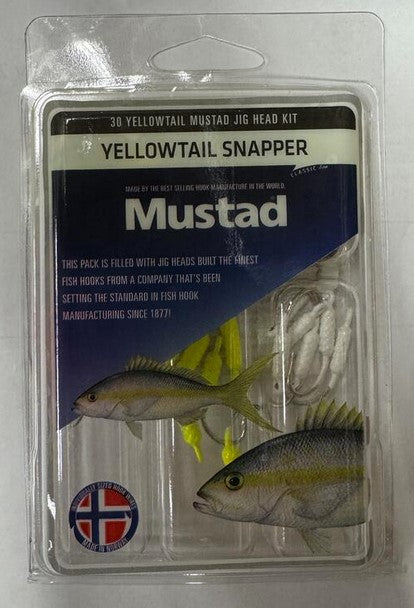 30 YELLOWTAIL MUSTAD JIG HEAD KIT
YELLOWTAIL SNAPPER
CLASSIC
MADE BY THE BEST SELLING HOOK MANUFACTURE IN THE WORLD.
Mustad
THIS PACK IS FILLED WITH JIG HEADS BUILT THE FINEST
FISH HOOKS FROM A COMPANY THAT'S BEEN
SETTING THE STANDARD IN FISH HOOK
MANUFACTURING SINCE 1877!
MADE IN NORWAY